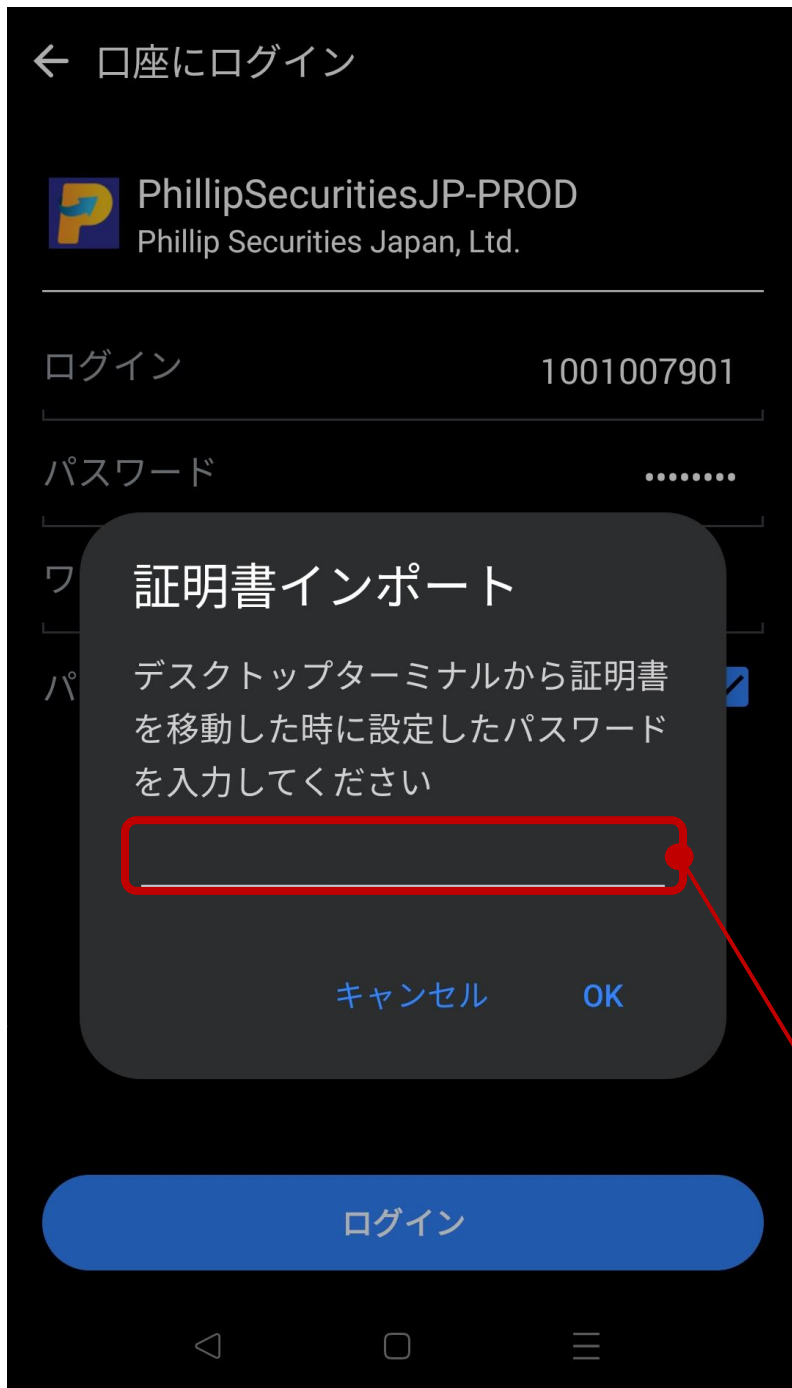 口座にログイン
PhillipSecuritiesJP-PROD
Phillip Securities Japan, Ltd.
ログイン 1001007901
パスワード ••••••••
ワ
パ
証明書インポート
デスクトップターミナルから証明書
を移動した時に設定したパスワード
を入力してください
キャンセル OK
ログイン